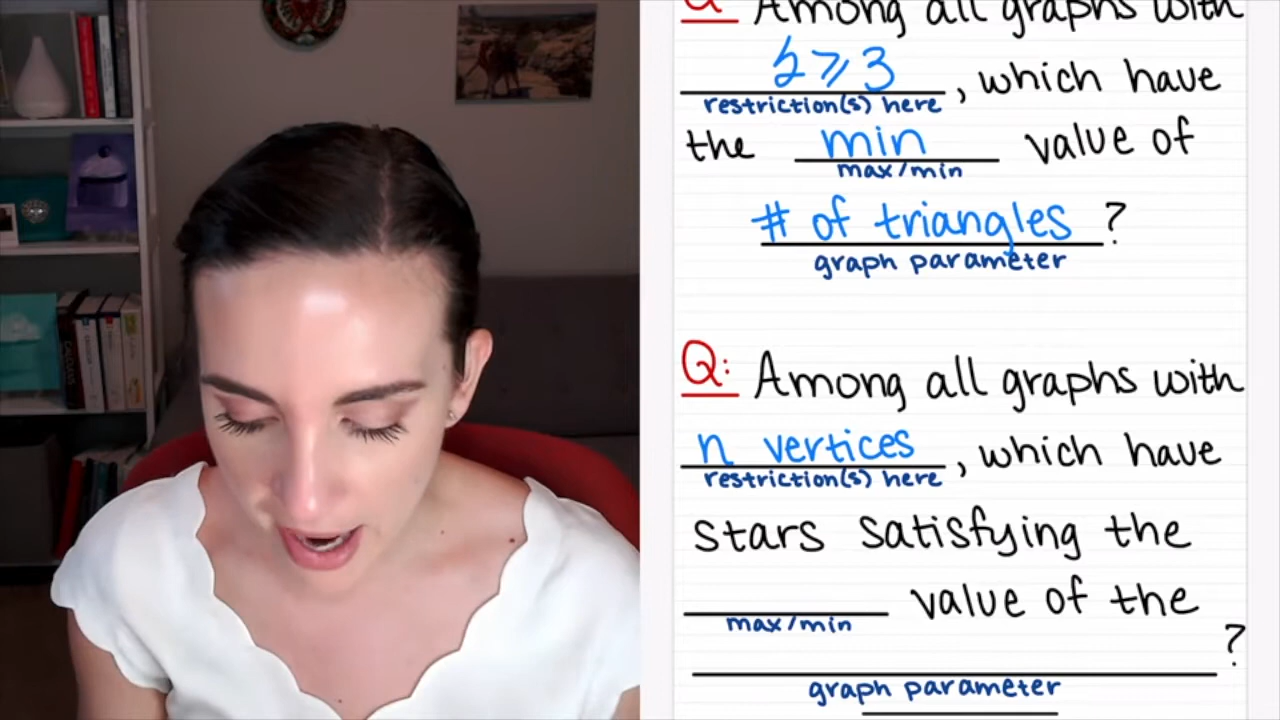 Q: Among all graphs with
δ ≥ 3, which have
restriction(s) here
the min value of
max/min
# of triangles?
graph parameter
Q: Among all graphs with
n vertices, which have
restriction(s) here
stars satisfying the
value of the
max/min
?
graph parameter
CALCULUS